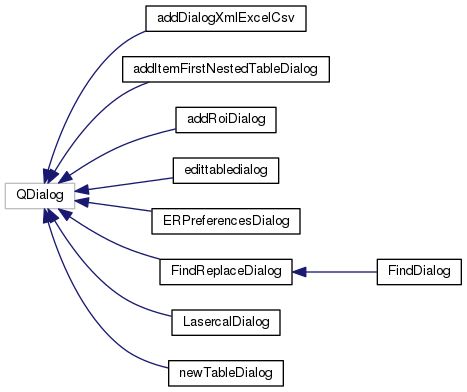 addDialogXmlExcelCsv
addItemFirstNestedTableDialog
addRoiDialog
edittabledialog
QDialog
ERPreferencesDialog
FindReplaceDialog
FindDialog
LasercalDialog
newTableDialog